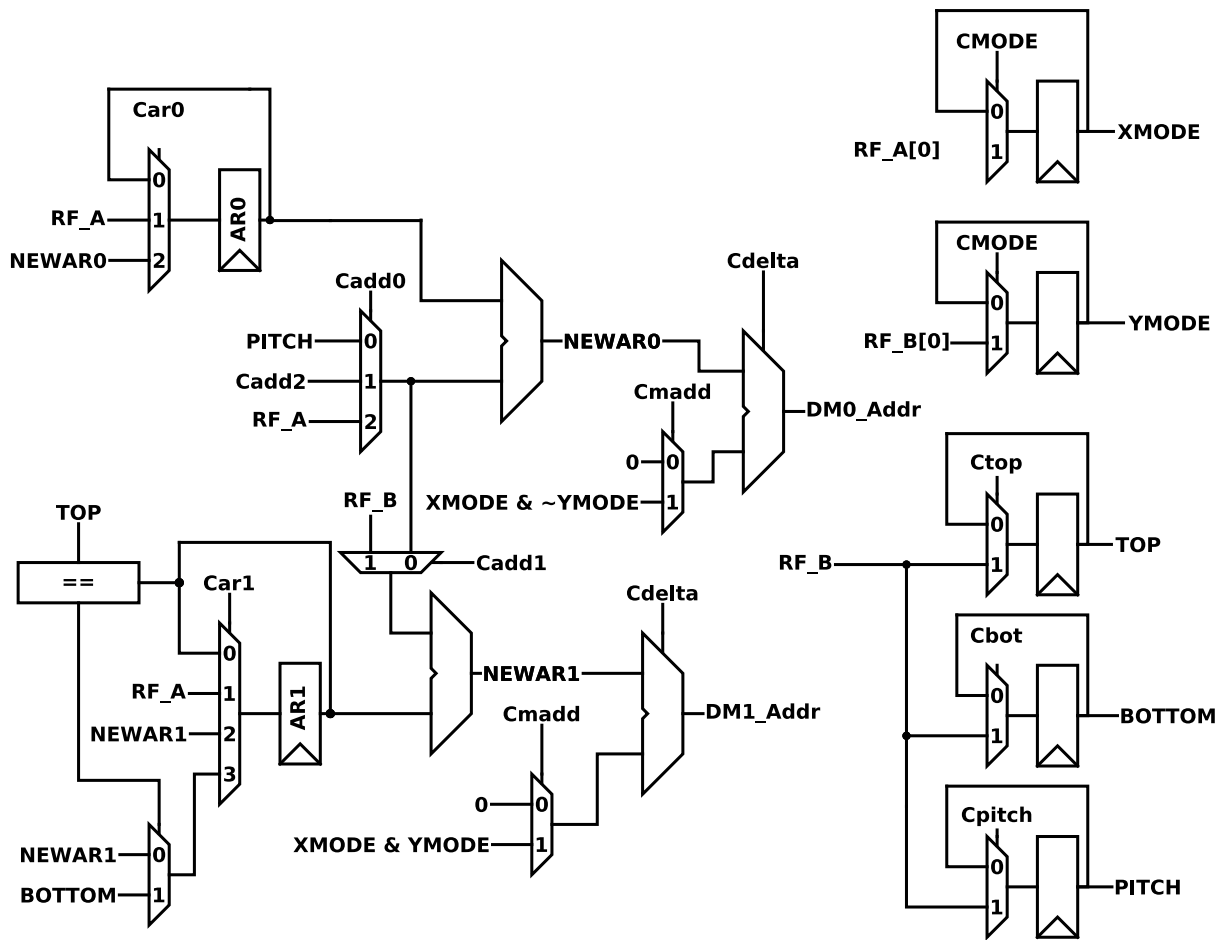 CMODE
0
1
RF_A[0]
XMODE
Car0
0
RF_A
1
NEWAR0
2
AR0
CMODE
0
RF_B[0]
1
YMODE
Cadd0
PITCH
0
Cadd2
1
RF_A
2
NEWAR0
Cdelta
Cmadd
0
0
XMODE & ~YMODE
1
DM0_Addr
Ctop
0
RF_B
1
TOP
TOP
==
RF_B
1
0
Cadd1
Car1
0
RF_A
1
NEWAR1
2
3
AR1
NEWAR1
Cdelta
Cmadd
0
0
XMODE & YMODE
1
DM1_Addr
Cbot
0
1
BOTTOM
NEWAR1
0
BOTTOM
1
Cpitch
0
1
PITCH